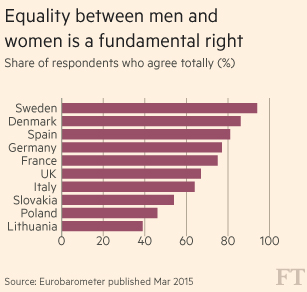 Equality between men and
women is a fundamental right
Share of respondents who agree totally (%)
Sweden
Denmark
Spain
Germany
France
UK
Italy
Slovakia
Poland
Lithuania
0 20 40 60 80 100
Source: Eurobarometer published Mar 2015
FT